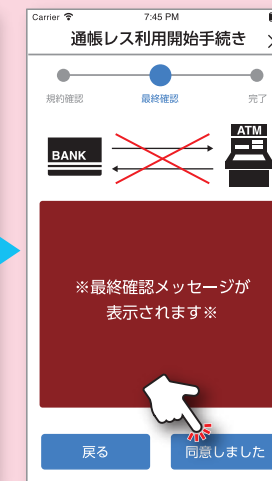 Carrier 7:45 PM
通帳レス利用開始手続き
規約確認 最終確認 完了
BANK
ATM
※最終確認メッセージが
表示されます※
戻る 同意しました